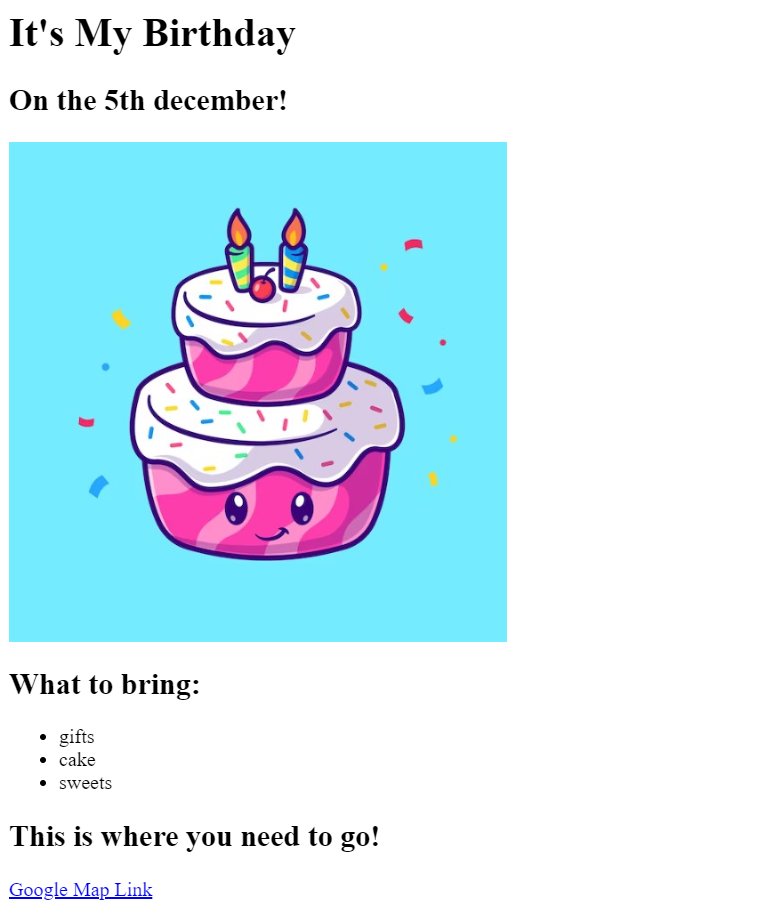 It's My Birthday
On the 5th december!
What to bring:
gifts
cake
sweets
This is where you need to go!
Google Map Link